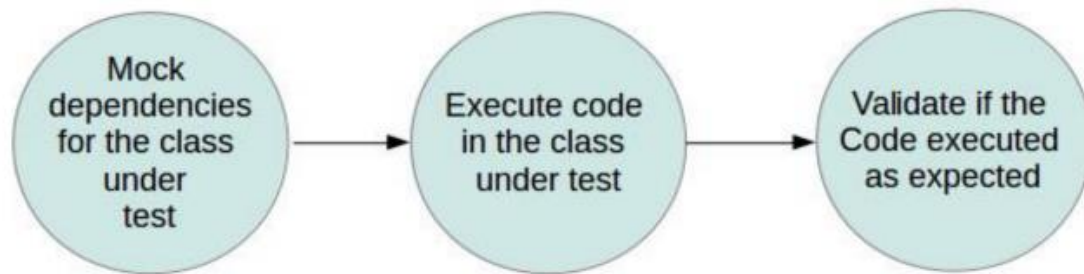 Mock
dependencies
for the class
under
test
Execute code
in the class
under test
Validate if the
Code executed
as expected